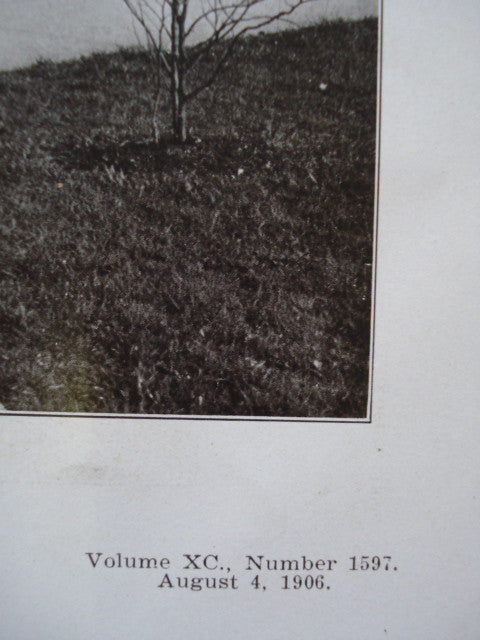 Volume XC., Number 1597.
August 4, 1906.